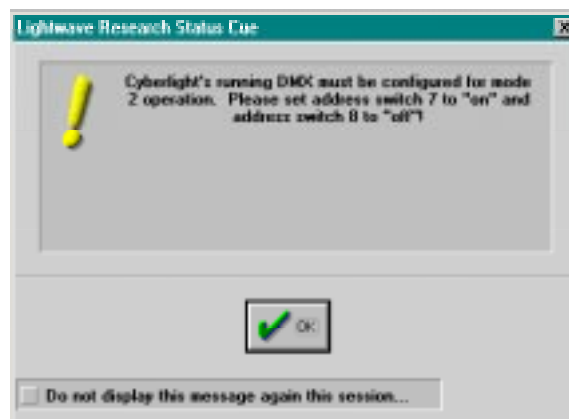 Lightwave Research Status Cue
Cyberlight's running DMX must be configured for mode
2 operation. Please set address switch 7 to "on" and
address switch 8 to "off"!
OK
Do not display this message again this session...